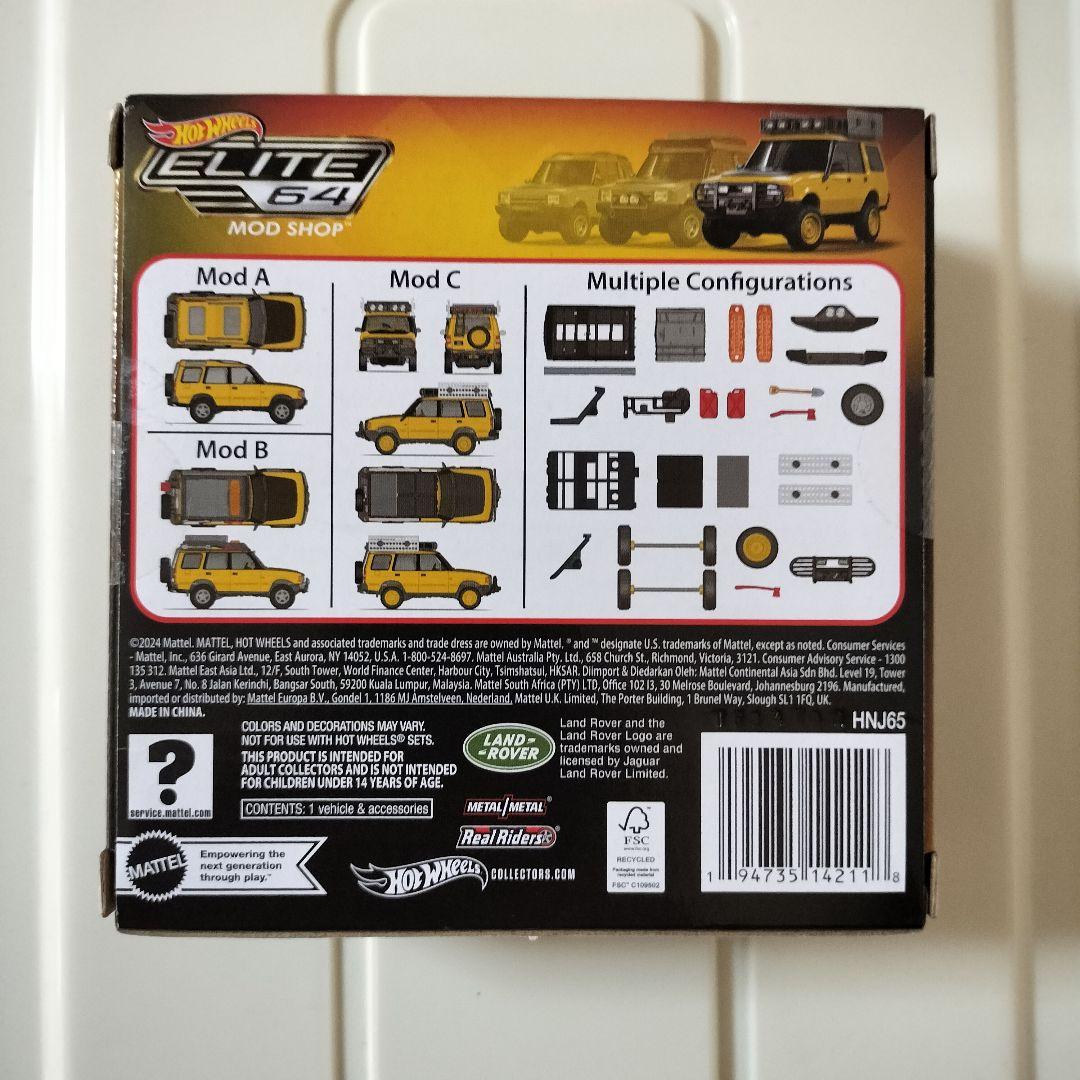 HOT WHEELS
ELITE
64
MOD SHOP™
Mod A
Mod C
Multiple Configurations
Mod B
©2024 Mattel. MATTEL, HOT WHEELS and associated trademarks and trade dress are owned by Mattel. ® and ™ designate U.S. trademarks of Mattel, except as noted. Consumer Services
- Mattel, Inc., 636 Girard Avenue, East Aurora, NY 14052, U.S.A. 1-800-524-8697. Mattel Australia Pty. Ltd., 658 Church St., Richmond, Victoria, 3121. Consumer Advisory Service - 1300
135 312. Mattel East Asia Ltd., 12/F, South Tower, World Finance Center, Harbour City, Tsimshatsui, HKSAR. Diimport & Diedarkan Oleh: Mattel Continental Asia Sdn Bhd. Level 19, Tower
3, Avenue 7, No. 8 Jalan Kerinchi, Bangsar South, 59200 Kuala Lumpur, Malaysia. Mattel South Africa (PTY) LTD, Office 102 I3, 30 Melrose Boulevard, Johannesburg 2196. Manufactured,
imported or distributed by: Mattel Europa B.V., Gondel 1, 1186 MJ Amstelveen, Nederland. Mattel U.K. Limited, The Porter Building, 1 Brunel Way, Slough SL1 1FQ, UK.
MADE IN CHINA.
HNJ65
COLORS AND DECORATIONS MAY VARY.
NOT FOR USE WITH HOT WHEELS® SETS.
THIS PRODUCT IS INTENDED FOR
ADULT COLLECTORS AND IS NOT INTENDED
FOR CHILDREN UNDER 14 YEARS OF AGE.
CONTENTS: 1 vehicle & accessories
LAND-
-ROVER
Land Rover and the
Land Rover Logo are
trademarks owned and
licensed by Jaguar
Land Rover Limited.
?
service.mattel.com
METAL/METAL®
Real Riders®
FSC
www.fsc.org
RECYCLED
Packaging made from
recycled material
FSC™ C109502
MATTEL
Empowering the
next generation
through play.™
HOT WHEELS COLLECTORS.COM
1 94735 14211 8